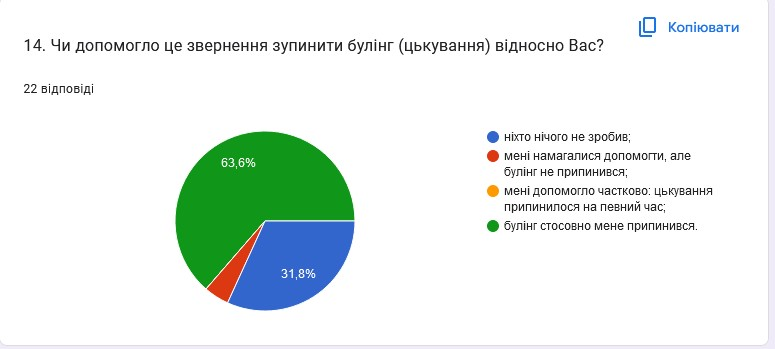 Копіювати
14. Чи допомогло це звернення зупинити булінг (цькування) відносно Вас?
22 відповіді
63,6%
31,8%
ніхто нічого не зробив;
мені намагалися допомогти, але
булінг не припинився;
мені допомогло частково: цькування
припинилося на певний час;
булінг стосовно мене припинився.